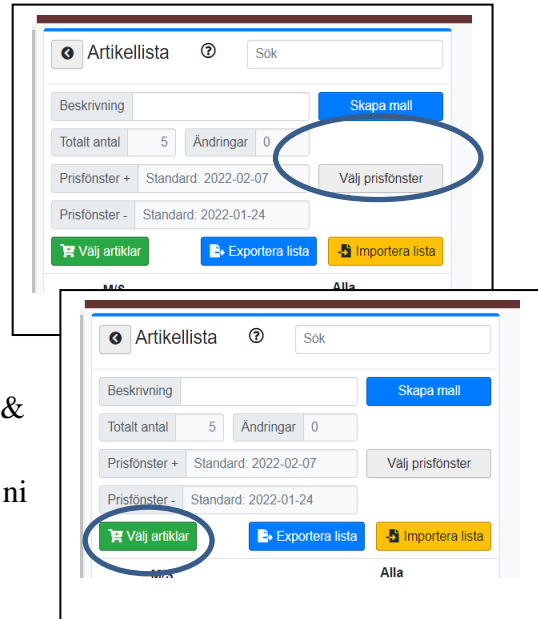 Artikellista
Sök
Beskrivning Skapa mall
Totalt antal 5 Ändringar 0
Prisfönster + Standard: 2022-02-07 Välj prisfönster
Prisfönster - Standard: 2022-01-24
Välj artiklar Exportera lista Importera lista
M/S Alla
Artikellista
Sök
Beskrivning Skapa mall
&
Totalt antal 5 Ändringar 0
Prisfönster + Standard: 2022-02-07 Välj prisfönster
ni
Prisfönster - Standard: 2022-01-24
Välj artiklar Exportera lista Importera lista
M/S Alla